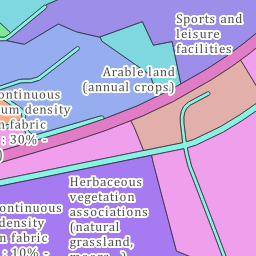 Sports and
leisure
facilities
Arable land
(annual crops)
ontinuous
um density
n fabric
: 30% -
)
Herbaceous
vegetation
associations
(natural
grassland,
ontinuous
density
n fabric
: 10% -